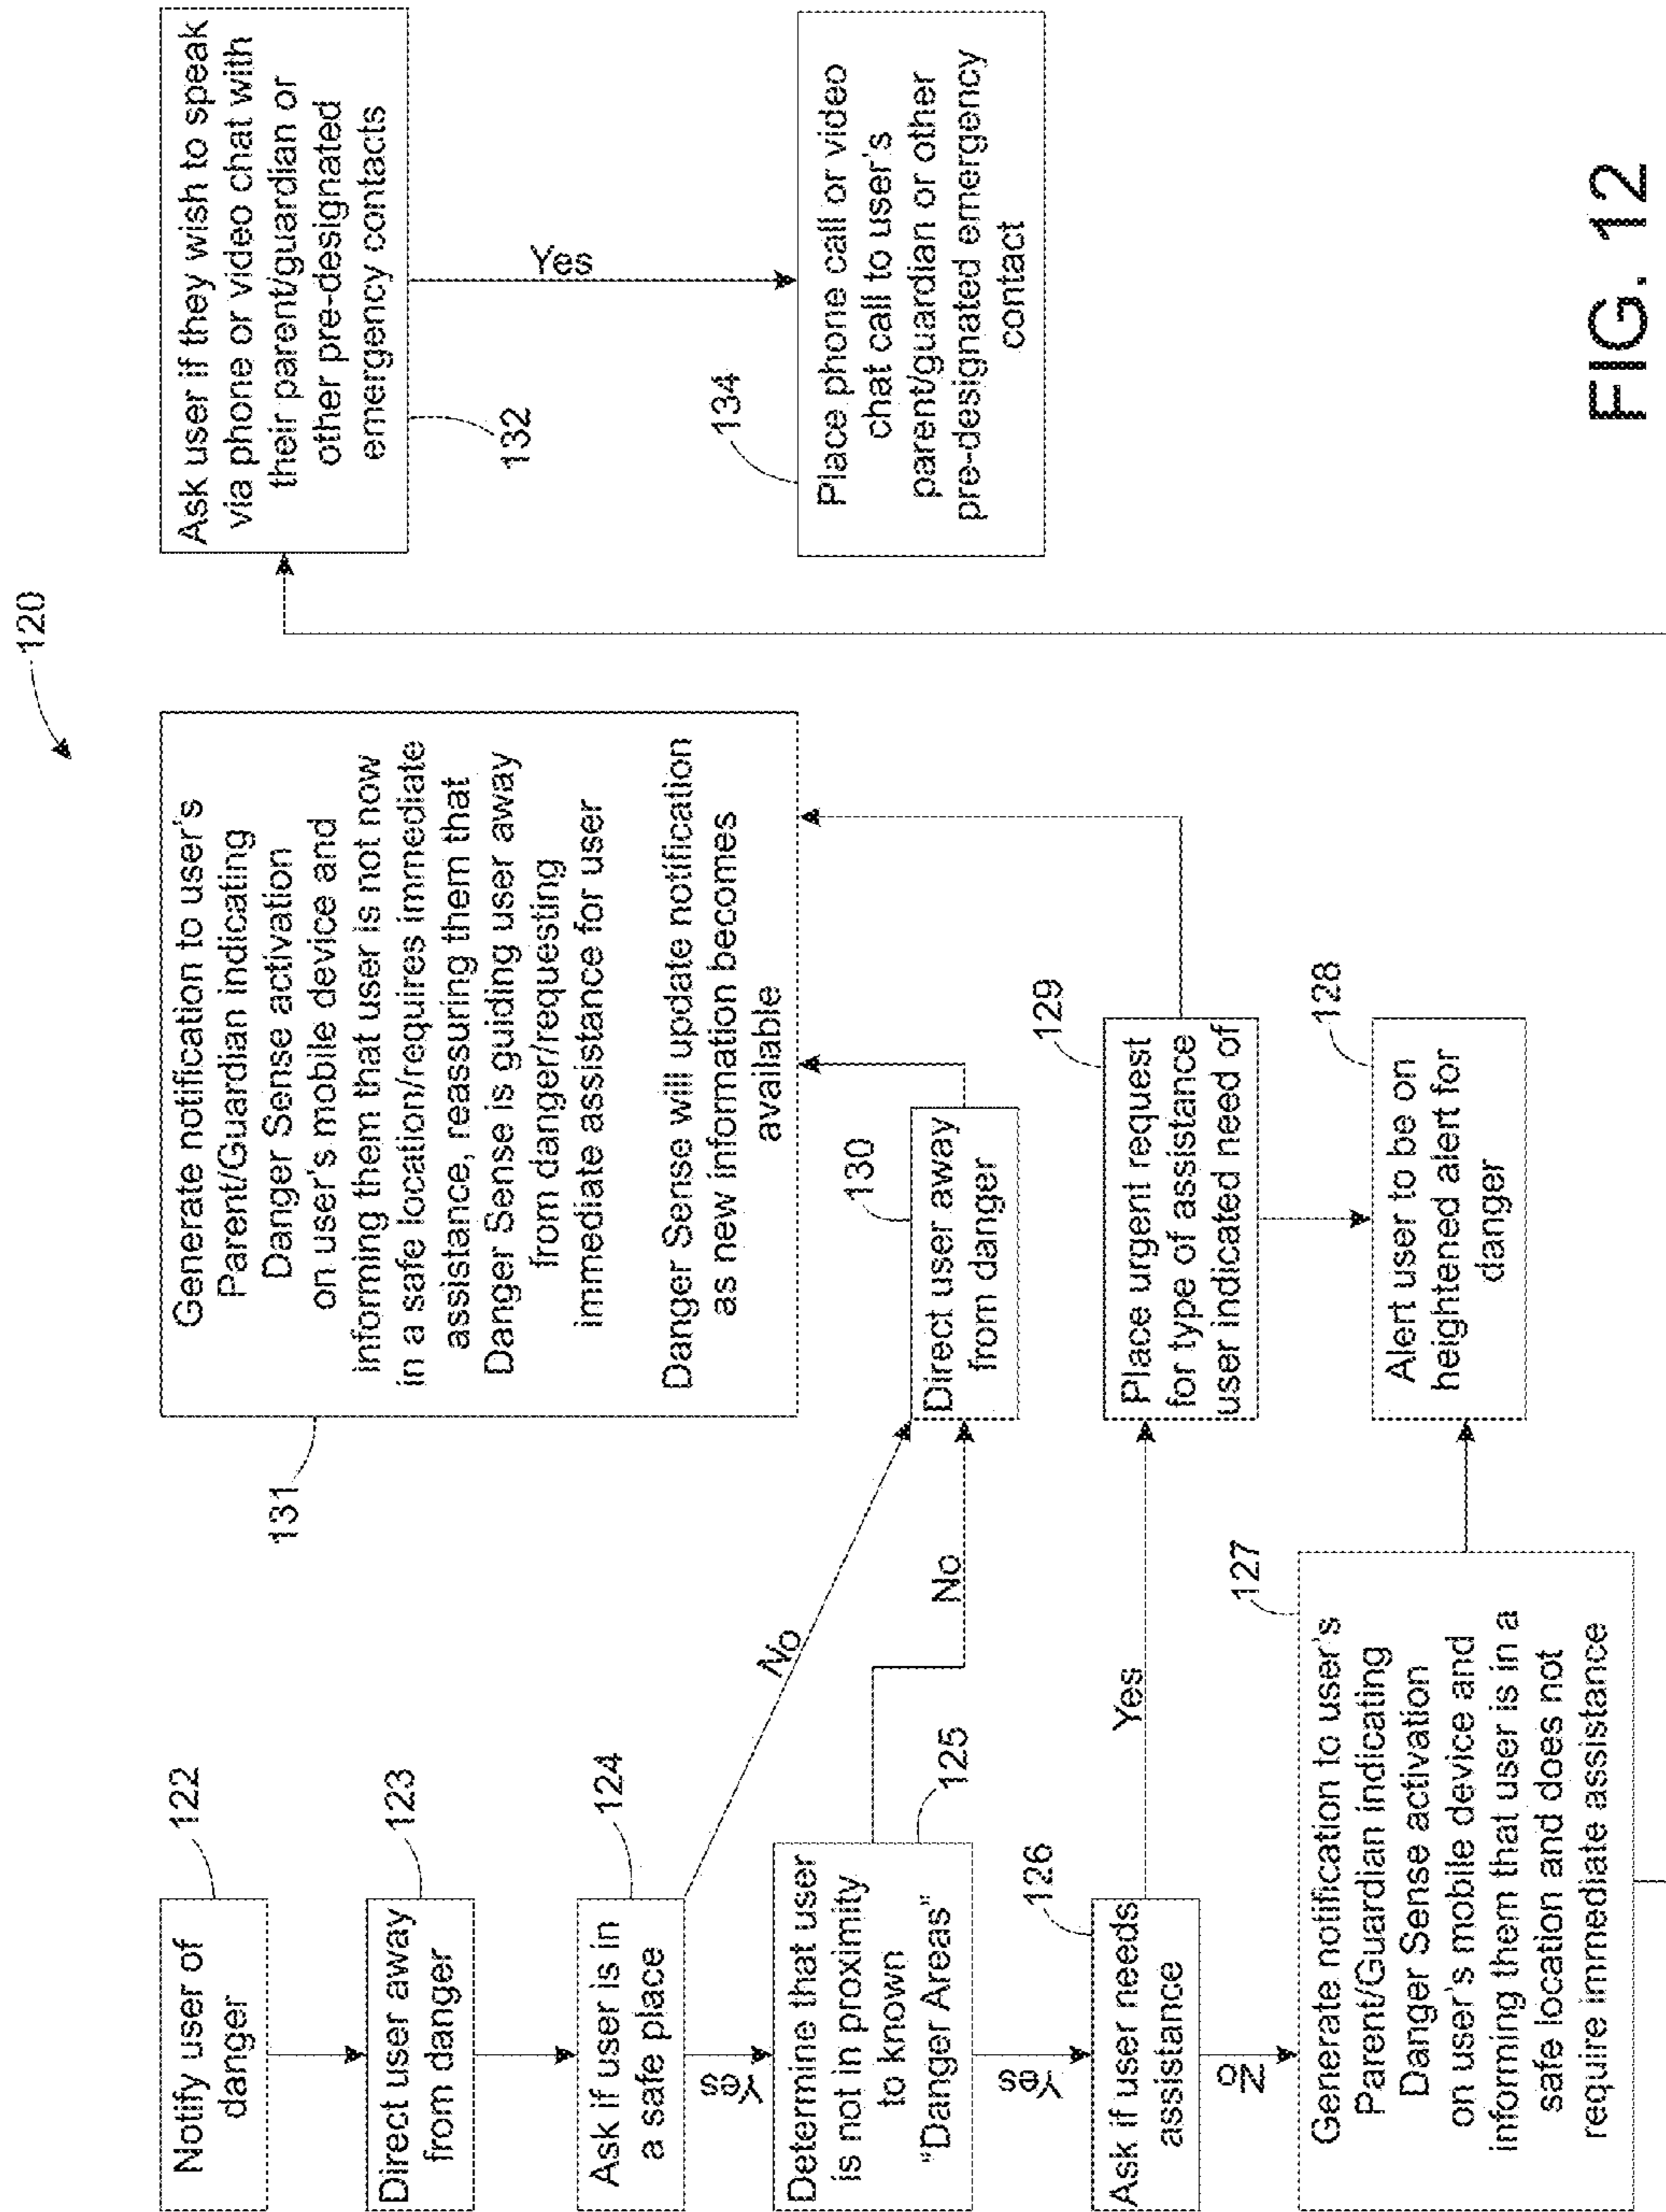 120
Notify user of
danger
122
Direct user away
from danger
123
Ask if user is in
a safe place
124
No
Yes
Determine that user
is not in proximity
to known
"Danger Areas"
125
No
Yes
Ask if user needs
assistance
126
Yes
No
Generate notification to user's
Parent/Guardian indicating
Danger Sense activation
on user's mobile device and
informing them that user is in a
safe location and does not
require immediate assistance
127
Alert user to be on
heightened alert for
danger
128
Place urgent request
for type of assistance
user indicated need of
129
Direct user away
from danger
130
Generate notification to user's
Parent/Guardian indicating
Danger Sense activation
on user's mobile device and
informing them that user is not now
in a safe location/requires immediate
assistance, reassuring them that
Danger Sense is guiding user away
from danger/requesting
immediate assistance for user
Danger Sense will update notification
as new information becomes
available
131
Ask user if they wish to speak
via phone or video chat with
their parent/guardian or
other pre-designated
emergency contacts
132
Yes
Place phone call or video
chat call to user's
parent/guardian or other
pre-designated emergency
contact
134
FIG. 12